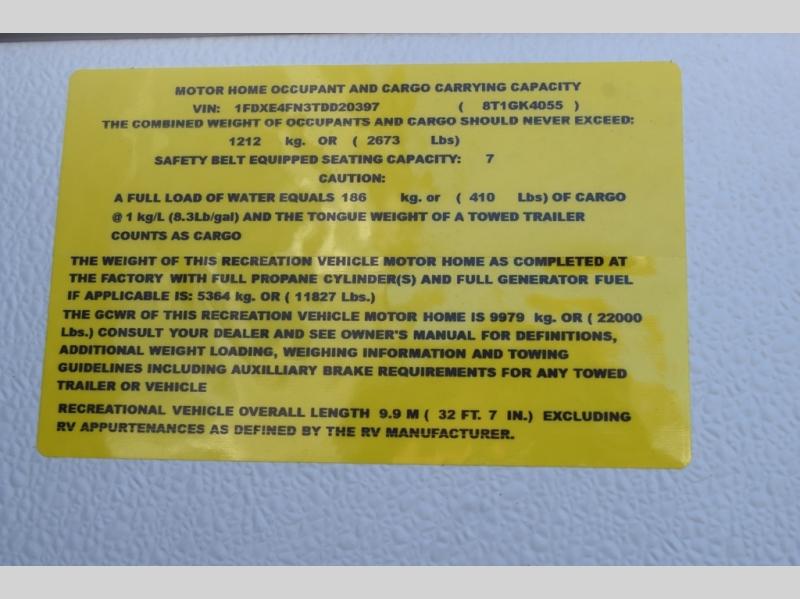 MOTOR HOME OCCUPANT AND CARGO CARRYING CAPACITY
VIN: 1FDXE4FN3TDD20397 ( 8T1GK4055 )
THE COMBINED WEIGHT OF OCCUPANTS AND CARGO SHOULD NEVER EXCEED:
1212 kg. OR ( 2673 Lbs)
SAFETY BELT EQUIPPED SEATING CAPACITY: 7
CAUTION:
A FULL LOAD OF WATER EQUALS 186 kg. or ( 410 Lbs) OF CARGO
@ 1 kg/L (8.3Lb/gal) AND THE TONGUE WEIGHT OF A TOWED TRAILER
COUNTS AS CARGO
THE WEIGHT OF THIS RECREATION VEHICLE MOTOR HOME AS COMPLETED AT
THE FACTORY WITH FULL PROPANE CYLINDER(S) AND FULL GENERATOR FUEL
IF APPLICABLE IS: 5364 kg. OR ( 11827 Lbs.)
THE GCWR OF THIS RECREATION VEHICLE MOTOR HOME IS 9979 kg. OR ( 22000
Lbs.) CONSULT YOUR DEALER AND SEE OWNER'S MANUAL FOR DEFINITIONS,
ADDITIONAL WEIGHT LOADING, WEIGHING INFORMATION AND TOWING
GUIDELINES INCLUDING AUXILLIARY BRAKE REQUIREMENTS FOR ANY TOWED
TRAILER OR VEHICLE
RECREATIONAL VEHICLE OVERALL LENGTH 9.9 M ( 32 FT. 7 IN.) EXCLUDING
RV APPURTENANCES AS DEFINED BY THE RV MANUFACTURER.